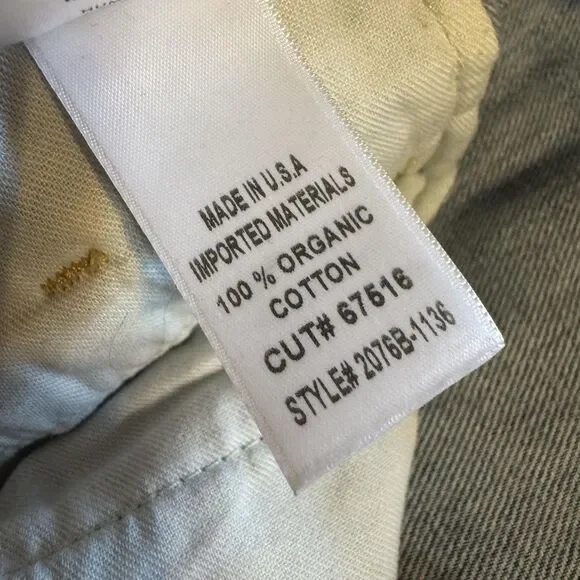 MADE IN U.S.A
IMPORTED MATERIALS
100 % ORGANIC
COTTON
CUT# 67516
STYLE# 2076B-1136